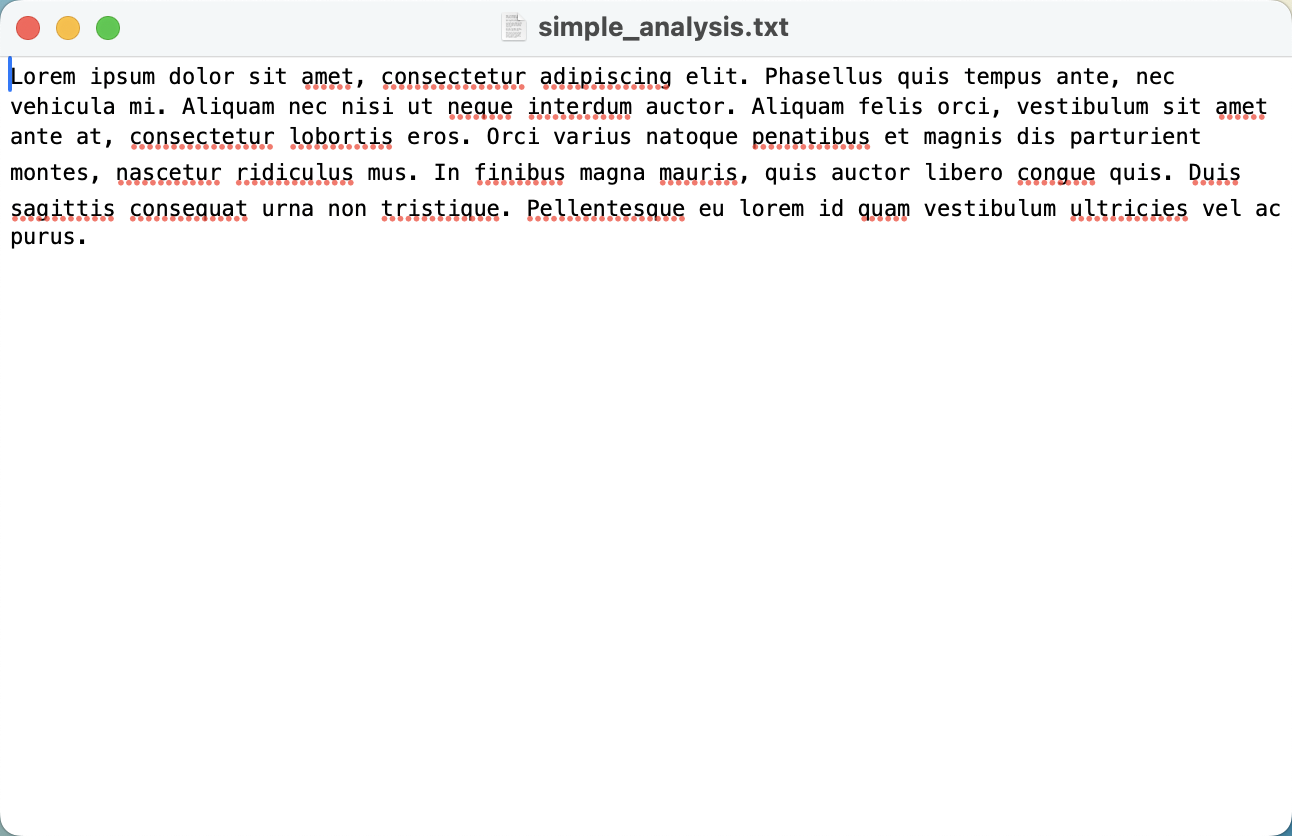 simple_analysis.txt
Lorem ipsum dolor sit amet, consectetur adipiscing elit. Phasellus quis tempus ante, nec
vehicula mi. Aliquam nec nisi ut neque interdum auctor. Aliquam felis orci, vestibulum sit amet
ante at, consectetur lobortis eros. Orci varius natoque penatibus et magnis dis parturient
montes, nascetur ridiculus mus. In finibus magna mauris, quis auctor libero congue quis. Duis
sagittis consequat urna non tristique. Pellentesque eu lorem id quam vestibulum ultricies vel ac
purus.